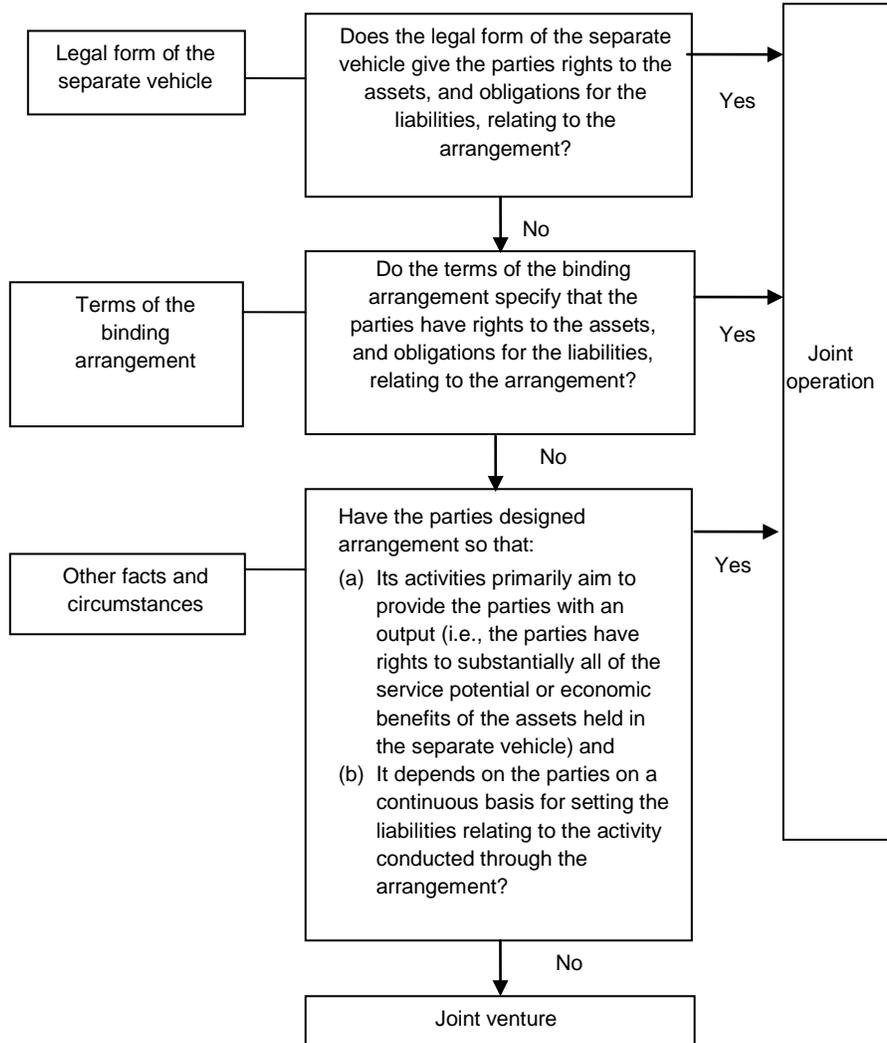 Legal form of the
separate vehicle
Does the legal form of the separate
vehicle give the parties rights to the
assets, and obligations for the
liabilities, relating to the
arrangement?
Yes
No
Terms of the
binding
arrangement
Do the terms of the binding
arrangement specify that the
parties have rights to the assets,
and obligations for the liabilities,
relating to the arrangement?
Yes
Joint
operation
No
Other facts and
circumstances
Have the parties designed
arrangement so that:
(a) Its activities primarily aim to
provide the parties with an
output (i.e., the parties have
rights to substantially all of the
service potential or economic
benefits of the assets held in
the separate vehicle) and
(b) It depends on the parties on a
continuous basis for setting the
liabilities relating to the activity
conducted through the
arrangement?
Yes
No
Joint venture